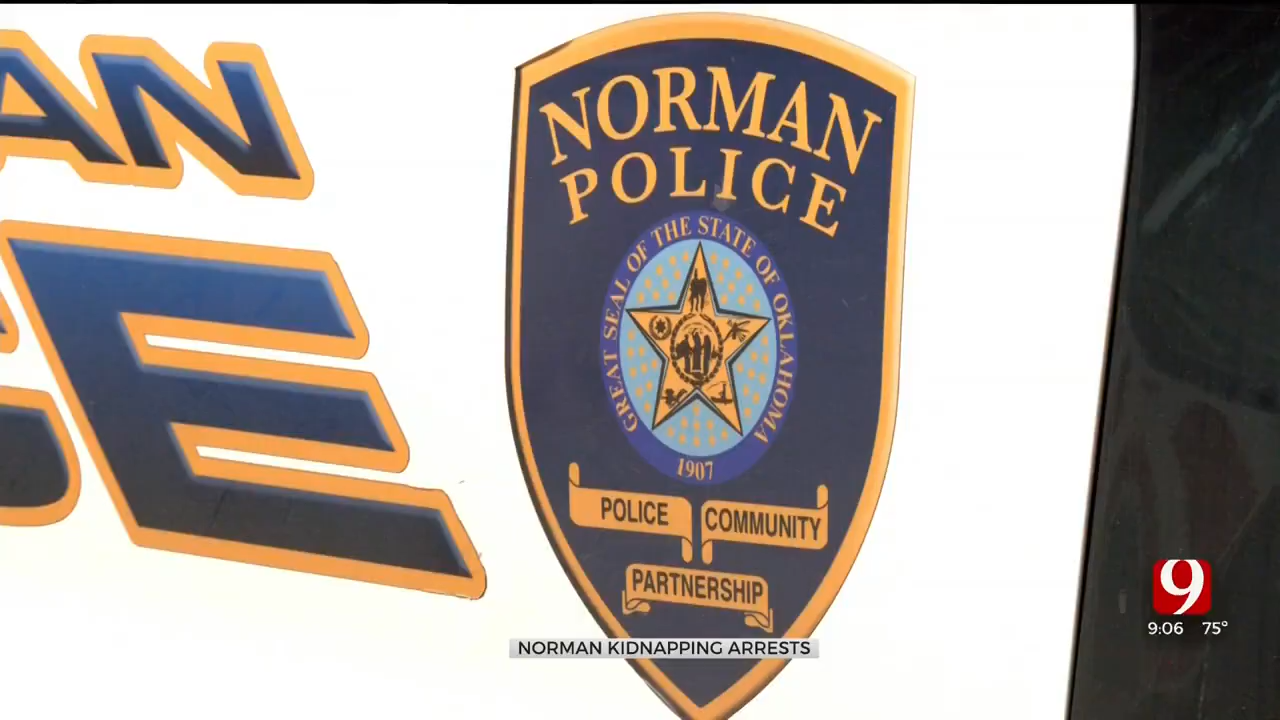 AN
E
NORMAN
POLICE
GREAT SEAL OF THE STATE OF OKLAHOMA
1907
POLICE
COMMUNITY
PARTNERSHIP
NORMAN KIDNAPPING ARRESTS
9
9:06 75°